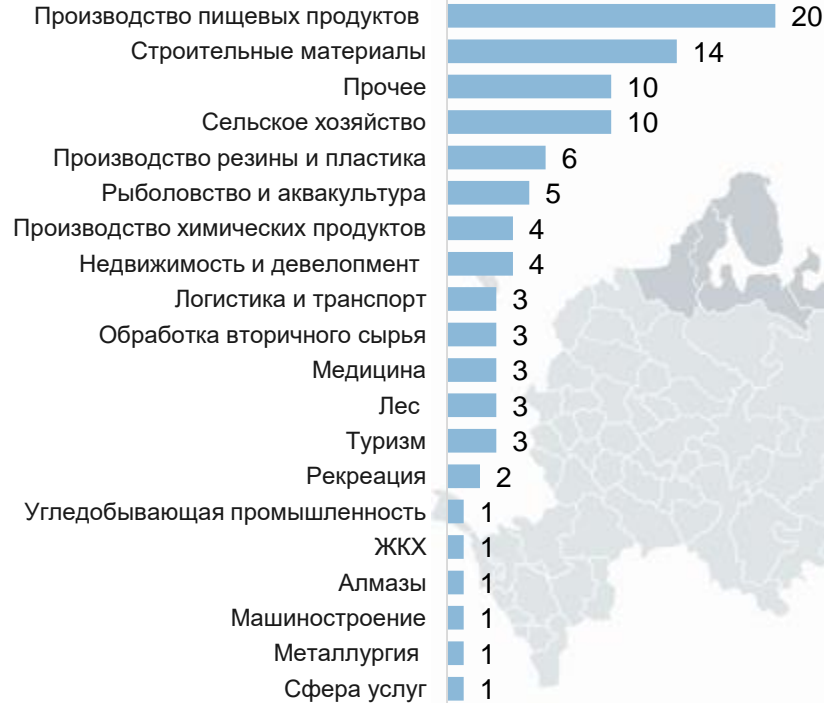 Производство пищевых продуктов 20
Строительные материалы 14
Прочее 10
Сельское хозяйство 10
Производство резины и пластика 6
Рыболовство и аквакультура 5
Производство химических продуктов 4
Недвижимость и девелопмент 4
Логистика и транспорт 3
Обработка вторичного сырья 3
Медицина 3
Лес 3
Туризм 3
Рекреация 2
Угледобывающая промышленность 1
ЖКХ 1
Алмазы 1
Машиностроение 1
Металлургия 1
Сфера услуг 1